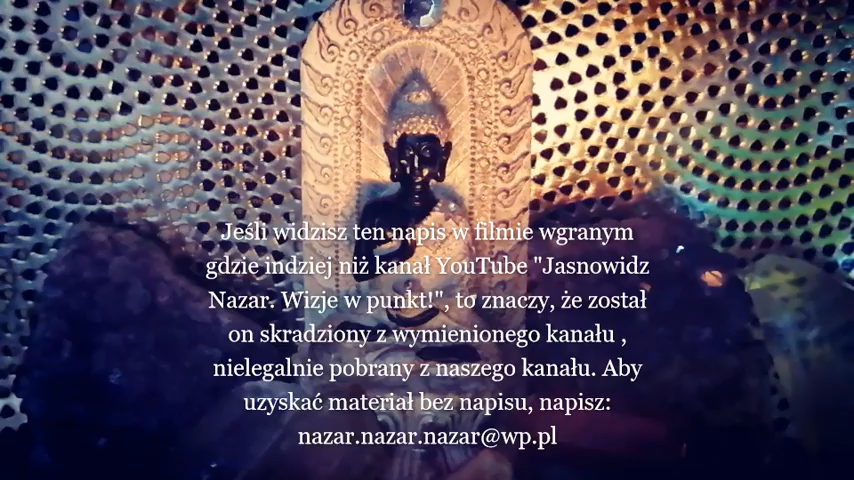 Jeśli widzisz ten napis w filmie wgranym
gdzie indziej niż kanał YouTube "Jasnowidz
Nazar. Wizje w punkt!", to znaczy, że został
on skradziony z wymienionego kanału ,
nielegalnie pobrany z naszego kanału. Aby
uzyskać materiał bez napisu, napisz:
nazar.nazar.nazar@wp.pl